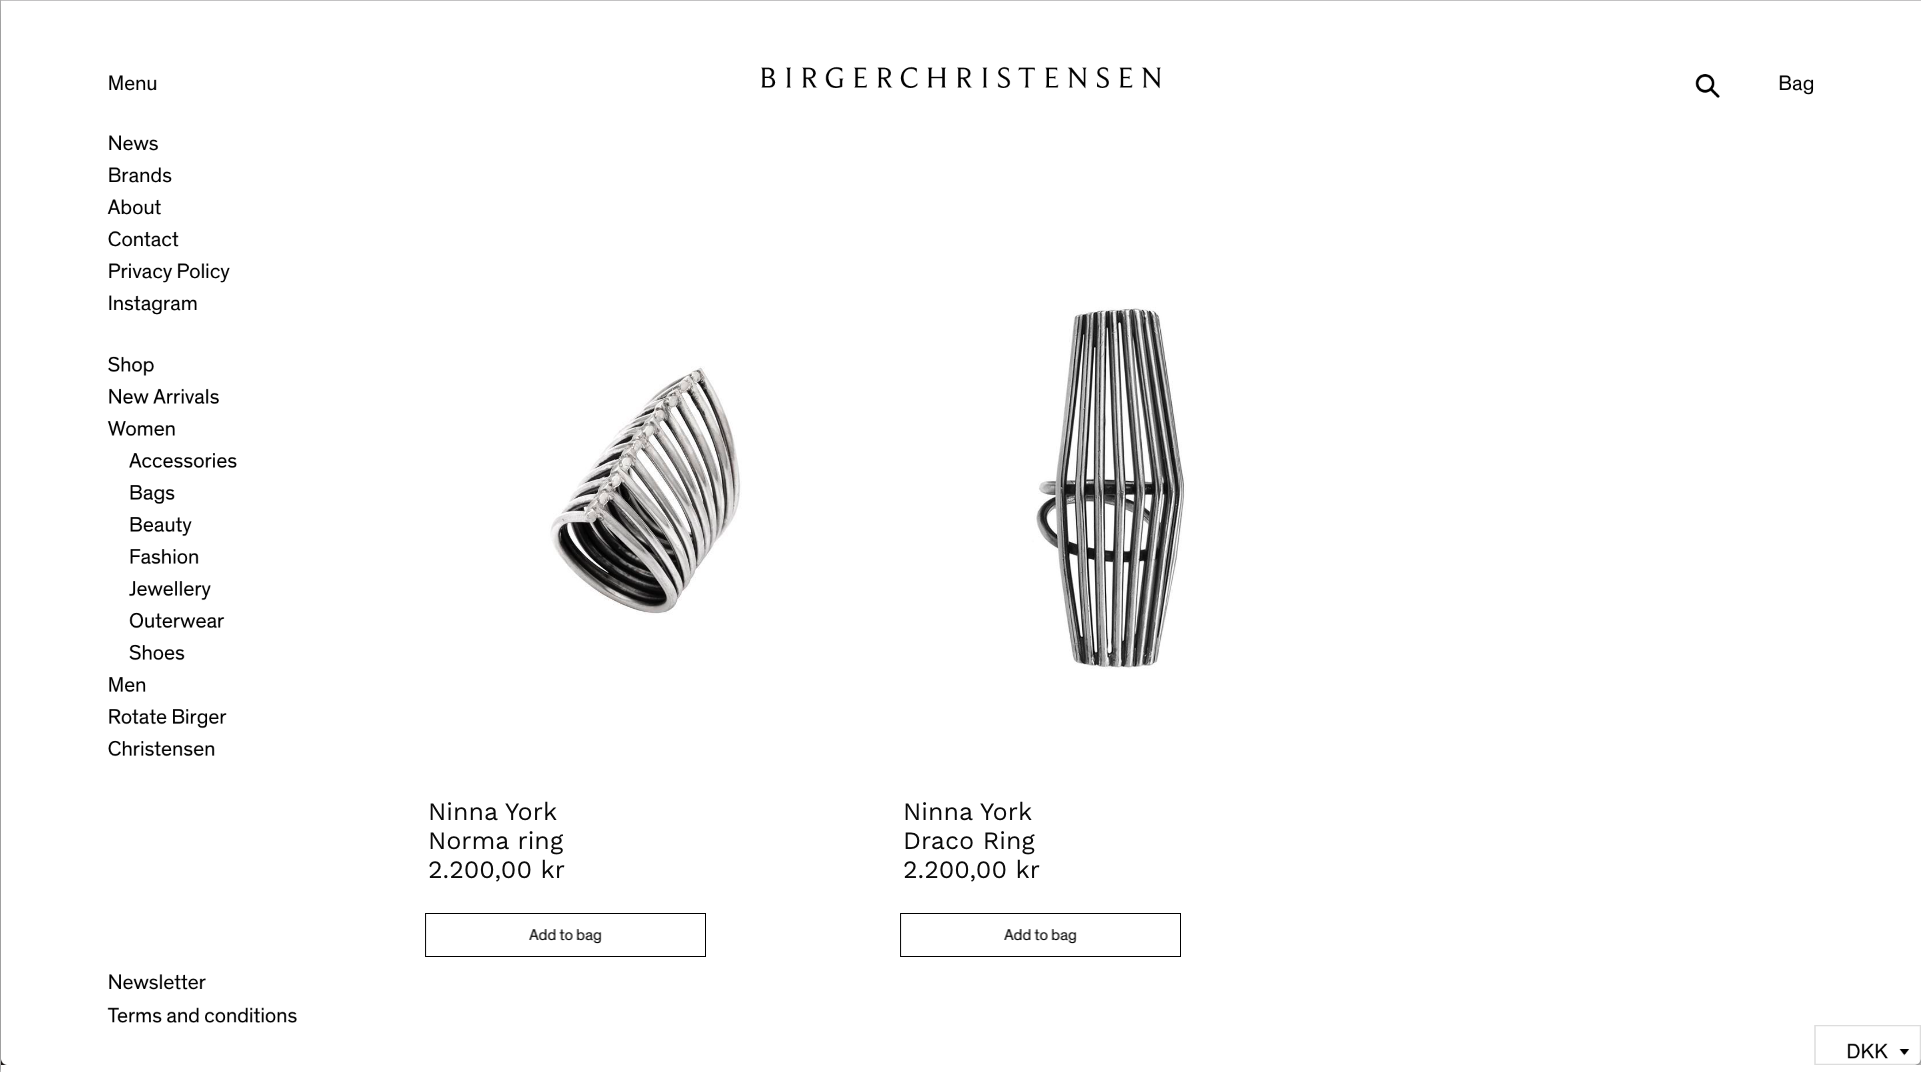 Menu
BIRGERCHRISTENSEN
Bag
News
Brands
About
Contact
Privacy Policy
Instagram
Shop
New Arrivals
Women
Accessories
Bags
Beauty
Fashion
Jewellery
Outerwear
Shoes
Men
Rotate Birger
Christensen
Ninna York
Norma ring
2.200,00 kr
Add to bag
Ninna York
Draco Ring
2.200,00 kr
Add to bag
Newsletter
Terms and conditions
DKK